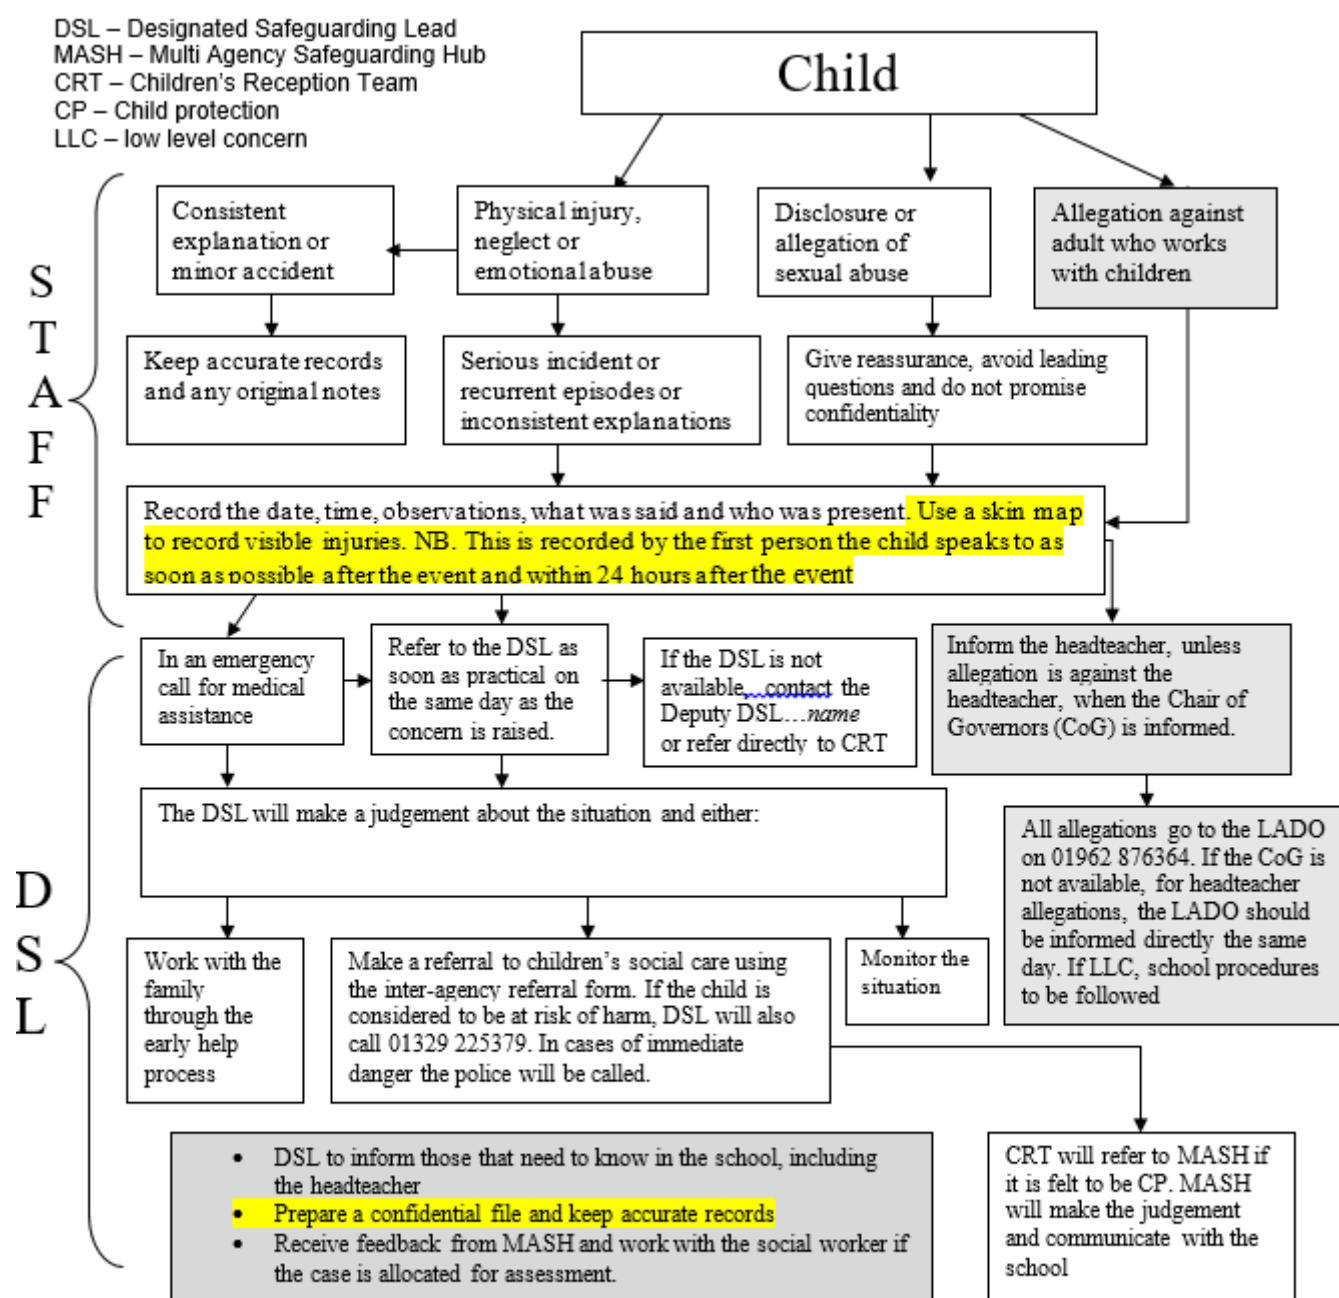 DSL – Designated Safeguarding Lead
MASH – Multi Agency Safeguarding Hub
CRT – Children's Reception Team
CP – Child protection
LLC – low level concern
Child
STAFF
Consistent
explanation or
minor accident
Physical injury,
neglect or
emotional abuse
Disclosure or
allegation of
sexual abuse
Allegation against
adult who works
with children
Keep accurate records
and any original notes
Serious incident or
recurrent episodes or
inconsistent explanations
Give reassurance, avoid leading
questions and do not promise
confidentiality
Record the date, time, observations, what was said and who was present. Use a skin map
to record visible injuries. NB. This is recorded by the first person the child speaks to as
soon as possible after the event and within 24 hours after the event
DSL
In an emergency
call for medical
assistance
Refer to the DSL as
soon as practical on
the same day as the
concern is raised.
If the DSL is not
available, contact the
Deputy DSL…name
or refer directly to CRT
Inform the headteacher, unless
allegation is against the
headteacher, when the Chair of
Governors (CoG) is informed.
The DSL will make a judgement about the situation and either:
All allegations go to the LADO
on 01962 876364. If the CoG is
not available, for headteacher
allegations, the LADO should
be informed directly the same
day. If LLC, school procedures
to be followed
Work with the
family
through the
early help
process
Make a referral to children's social care using
the inter-agency referral form. If the child is
considered to be at risk of harm, DSL will also
call 01329 225379. In cases of immediate
danger the police will be called.
Monitor the
situation
• DSL to inform those that need to know in the school, including
the headteacher
• Prepare a confidential file and keep accurate records
• Receive feedback from MASH and work with the social worker if
the case is allocated for assessment.
CRT will refer to MASH if
it is felt to be CP. MASH
will make the judgement
and communicate with the
school